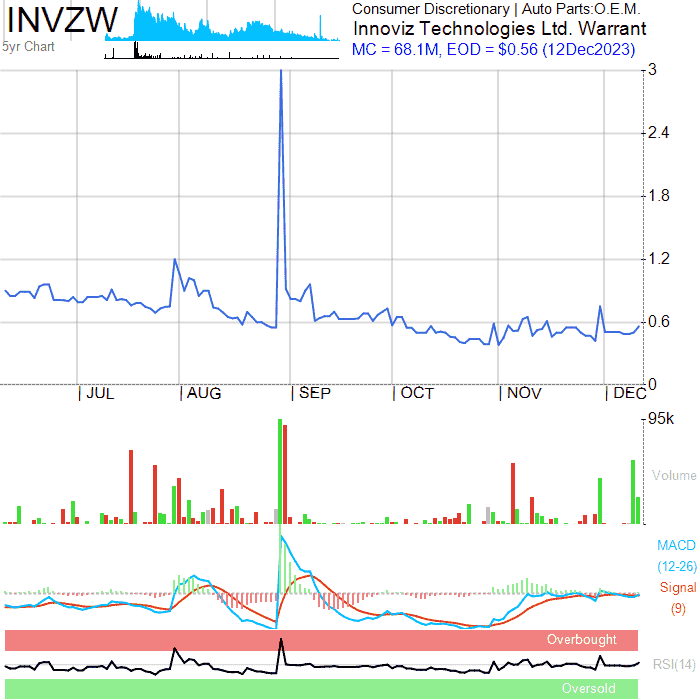 INVZW
5yr Chart
Consumer Discretionary | Auto Parts:O.E.M.
Innoviz Technologies Ltd. Warrant
MC = 68.1M, EOD = $0.56 (12Dec2023)
3
2.4
1.8
1.2
0.6
0
| JUL | AUG | SEP | OCT | NOV | DEC
95k
Volume
MACD
(12-26)
Signal
(9)
Overbought
RSI(14)
Oversold